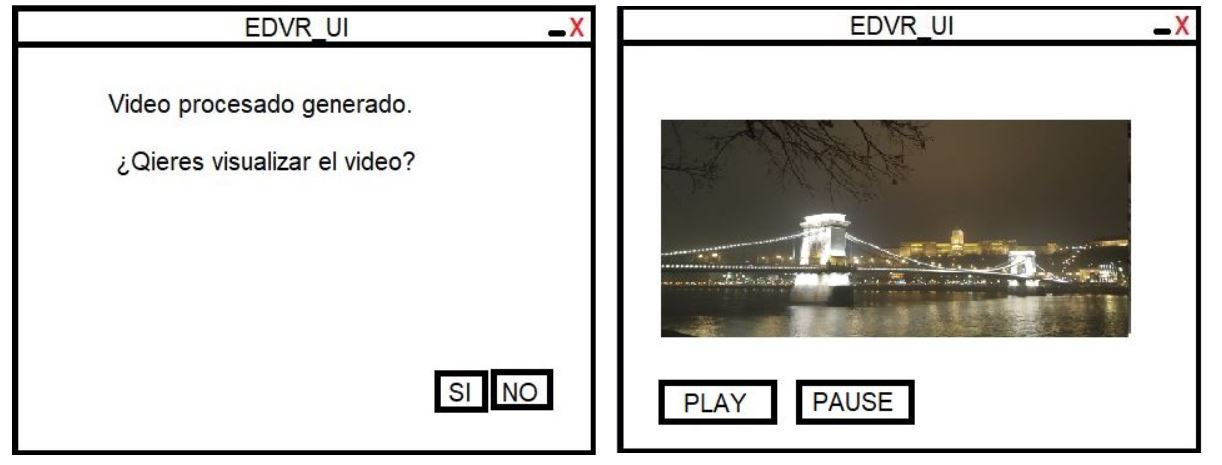 EDVR_UI
X
Video procesado generado.
¿Qieres visualizar el video?
SI NO
EDVR_UI
X
PLAY PAUSE